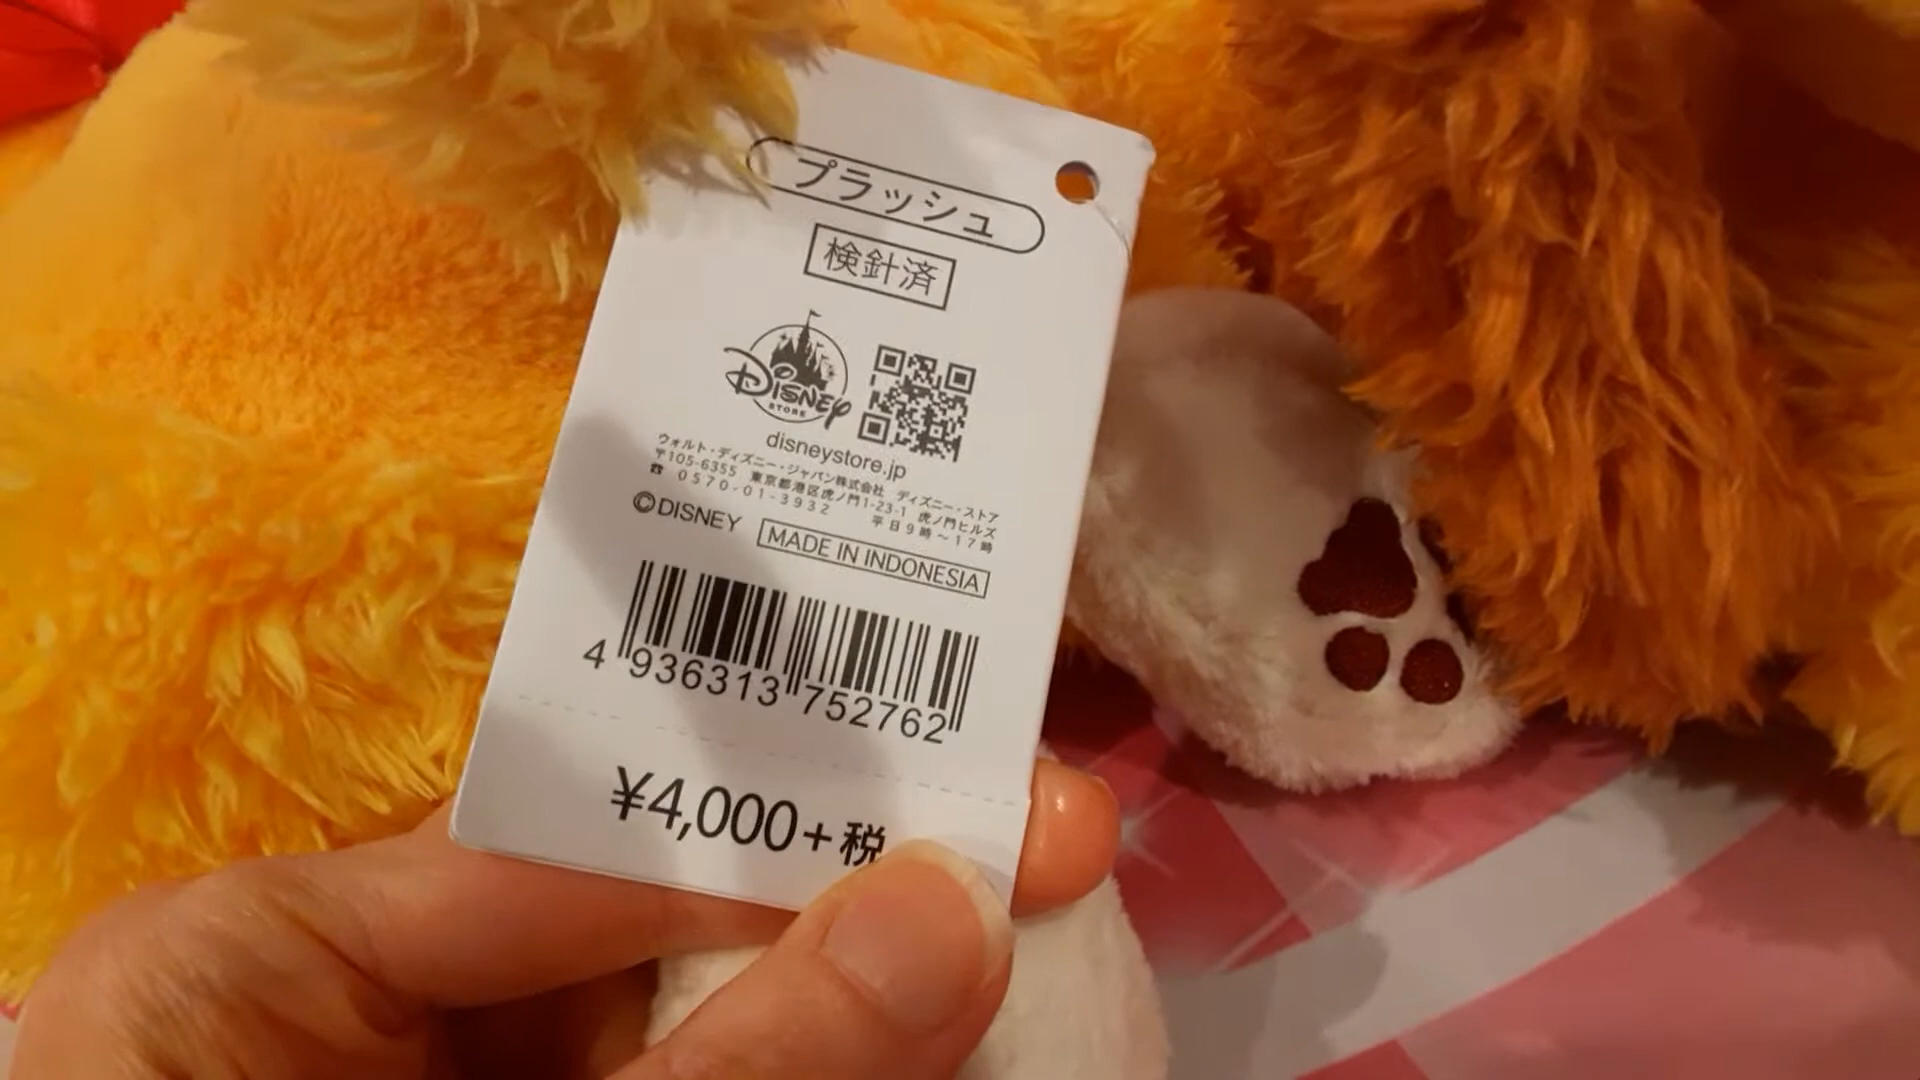 プラッシュ
検針済
Disney
STORE
disneystore.jp
ウォルト・ディズニー・ジャパン株式会社 ディズニー・ストア
〒105-6355 東京都港区虎ノ門1-23-1 虎ノ門ヒルズ
☎ 0570-01-3932 平日9時～17時
©DISNEY MADE IN INDONESIA
4 936313 752762
¥4,000+税